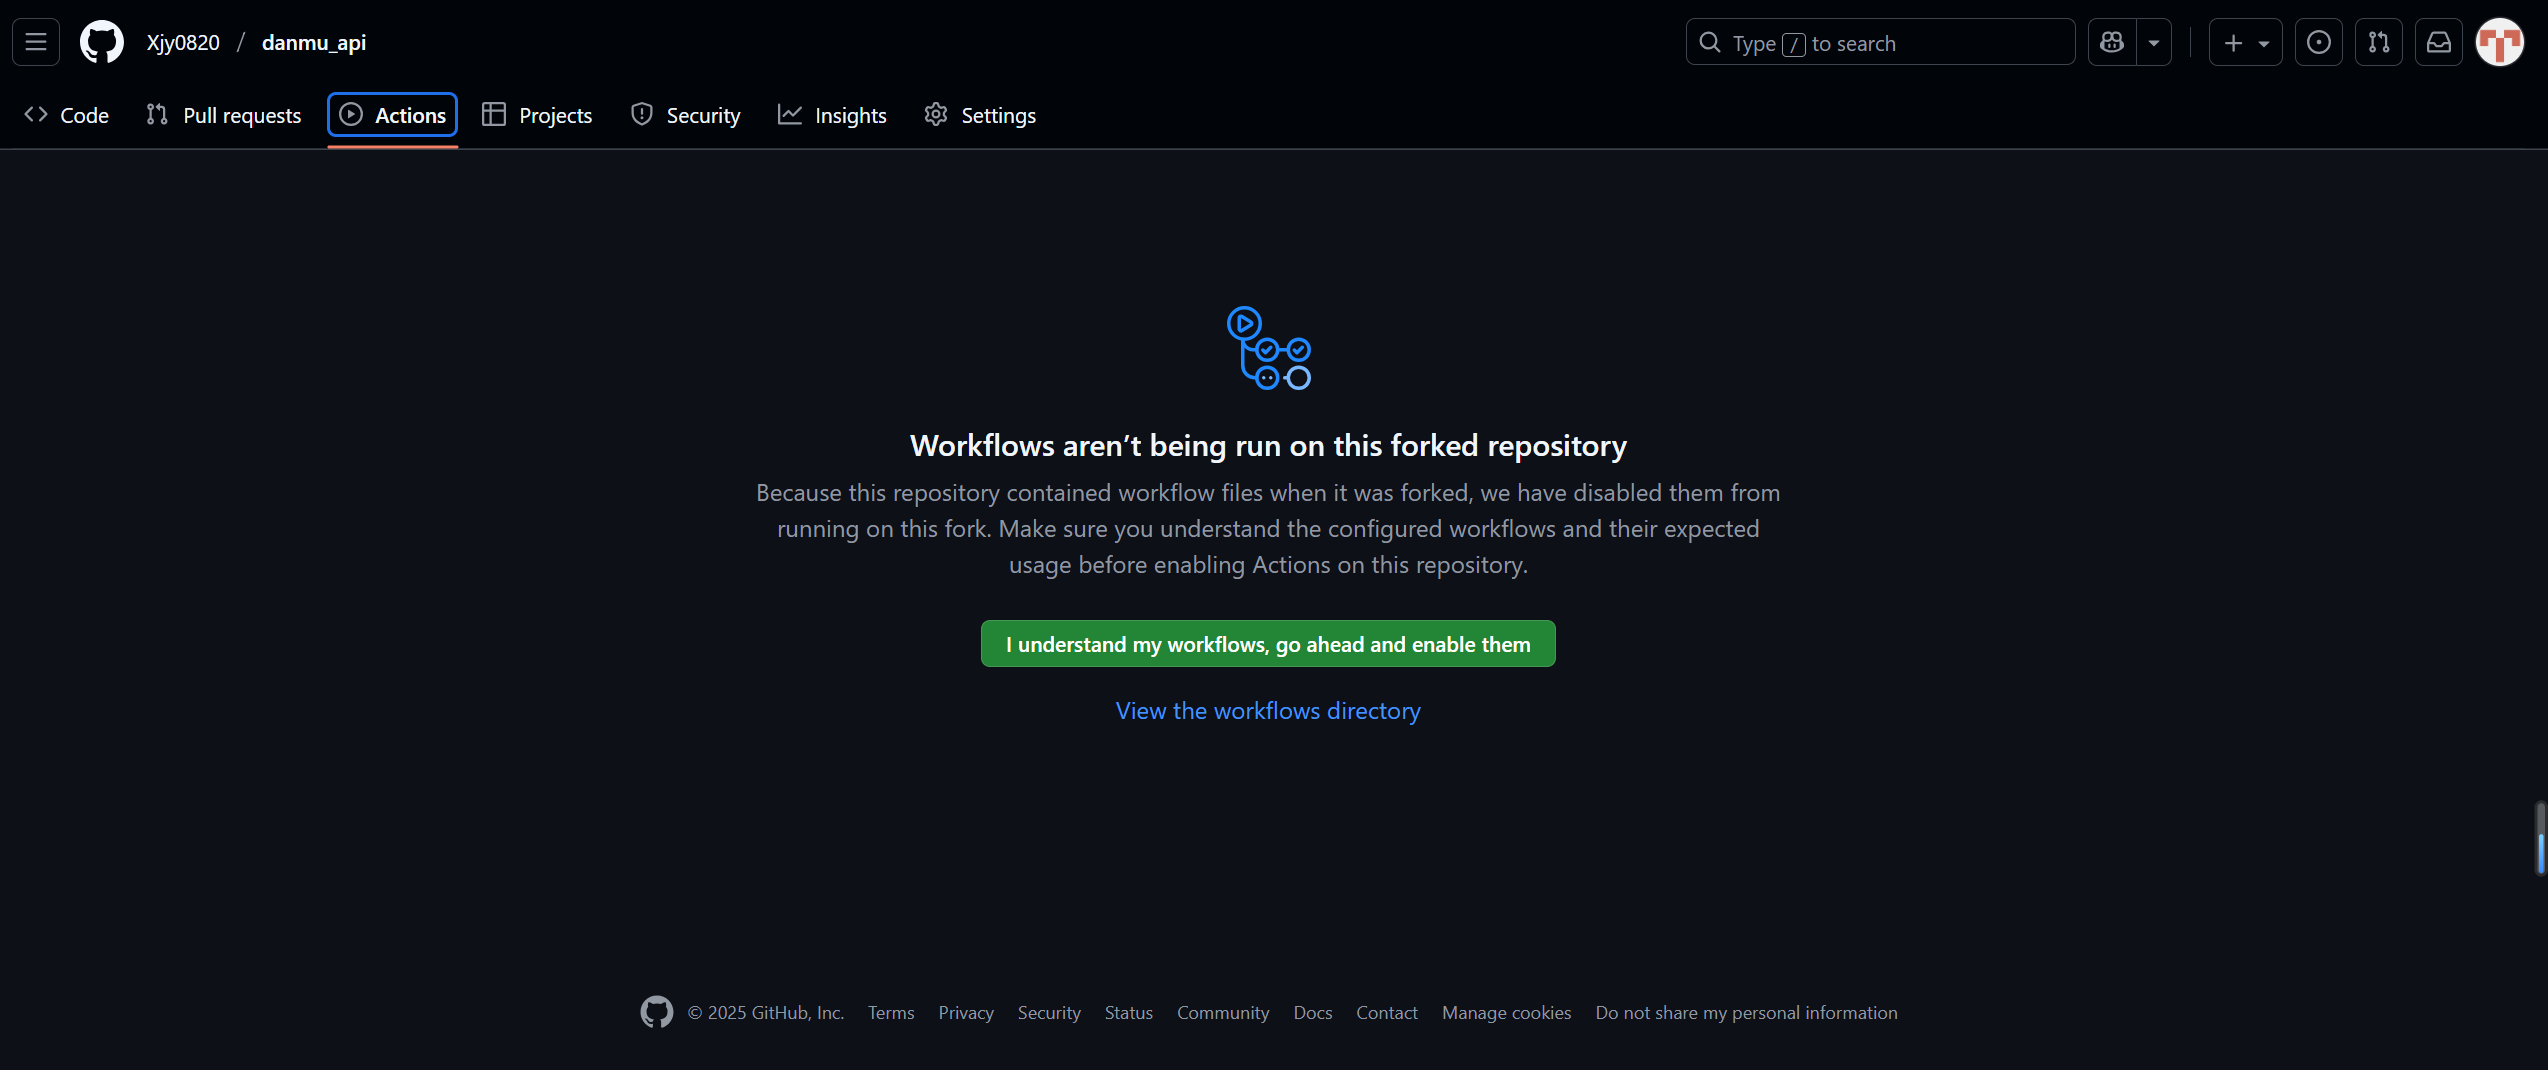 Xjy0820 / danmu_api
Type / to search
Code Pull requests Actions Projects Security Insights Settings
Workflows aren’t being run on this forked repository
Because this repository contained workflow files when it was forked, we have disabled them from
running on this fork. Make sure you understand the configured workflows and their expected
usage before enabling Actions on this repository.
I understand my workflows, go ahead and enable them
View the workflows directory
© 2025 GitHub, Inc. Terms Privacy Security Status Community Docs Contact Manage cookies Do not share my personal information